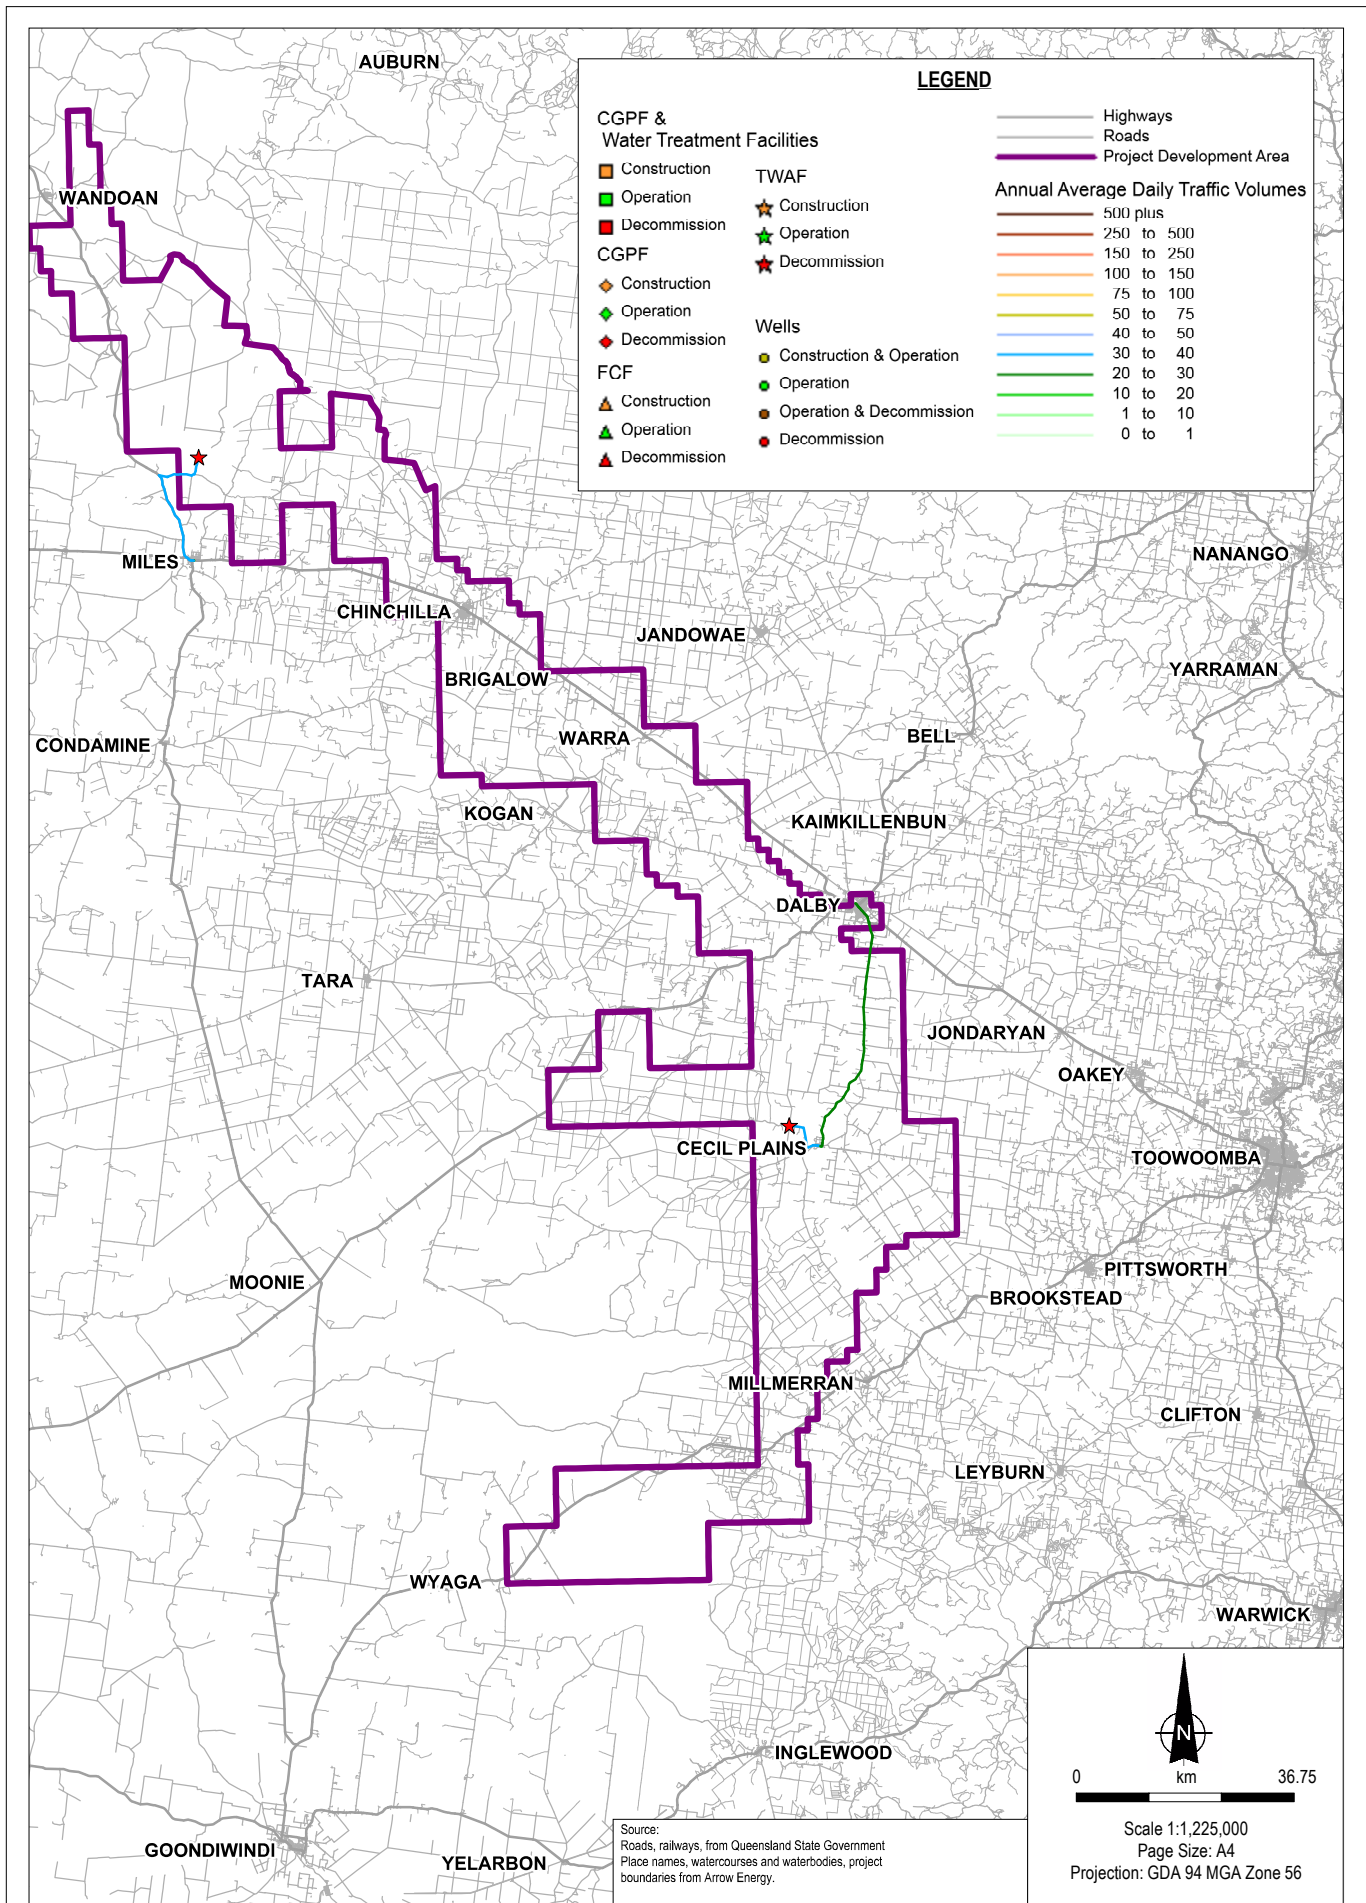 LEGEND
CGPF &
Water Treatment Facilities
Construction
Operation
Decommission
CGPF
Construction
Operation
Decommission
FCF
Construction
Operation
Decommission
TWAF
Construction
Operation
Decommission
Wells
Construction & Operation
Operation
Operation & Decommission
Decommission
Highways
Roads
Project Development Area
Annual Average Daily Traffic Volumes
500 plus
250 to 500
150 to 250
100 to 150
75 to 100
50 to 75
40 to 50
30 to 40
20 to 30
10 to 20
1 to 10
0 to 1
AUBURN
WANDOAN
MILES
NANANGO
CHINCHILLA
JANDOWAE
YARRAMAN
BRIGALOW
WARRA
BELL
CONDAMINE
KOGAN
KAIMKILLENBUN
DALBY
TARA
JONDARYAN
OAKEY
CECIL PLAINS
TOOWOOMBA
MOONIE
PITTSWORTH
BROOKSTEAD
MILLMERRAN
CLIFTON
LEYBURN
WYAGA
WARWICK
INGLEWOOD
GOONDIWINDI
YELARBON
N
0 km 36.75
Scale 1:1,225,000
Page Size: A4
Projection: GDA 94 MGA Zone 56
Source:
Roads, railways, from Queensland State Government
Place names, watercourses and waterbodies, project
boundaries from Arrow Energy.